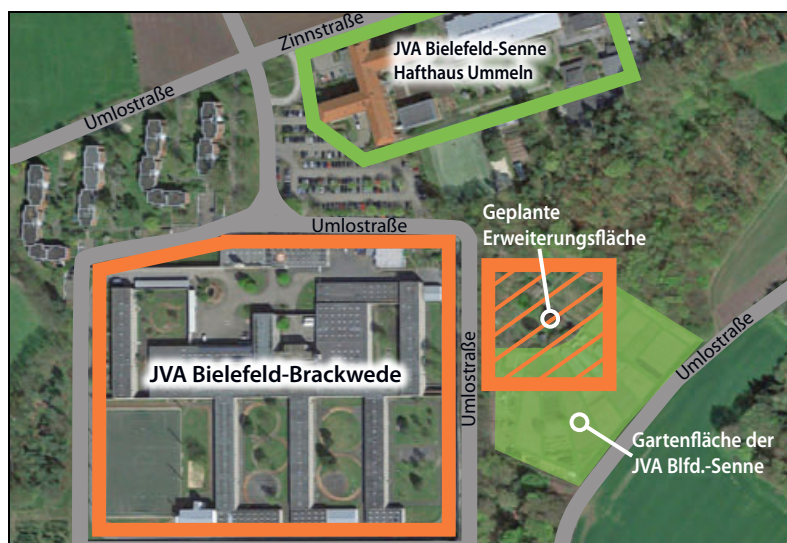 Zinnstraße
JVA Bielefeld-Senne
Hafthaus Ummeln
Umlostraße
Umlostraße
Geplante
Erweiterungsfläche
JVA Bielefeld-Brackwede
Umlostraße
Umlostraße
Gartenfläche der
JVA Blfd.-Senne